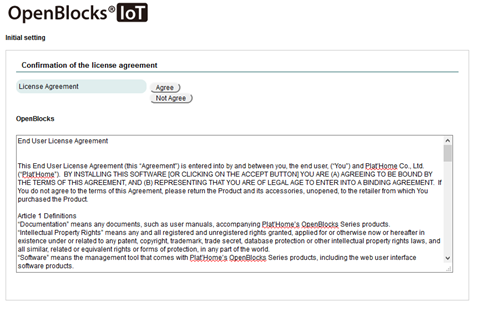 OpenBlocks® IoT
Initial setting
Confirmation of the license agreement
License Agreement
Agree
Not Agree
OpenBlocks
End User License Agreement
This End User License Agreement (this "Agreement") is entered into by and between you, the end user, ("You") and Plat'Home Co., Ltd.
("Plat'Home"). BY INSTALLING THIS SOFTWARE [OR CLICKING ON THE ACCEPT BUTTON] YOU ARE (A) AGREEING TO BE BOUND BY
THE TERMS OF THIS AGREEMENT, AND (B) REPRESENTING THAT YOU ARE OF LEGAL AGE TO ENTER INTO A BINDING AGREEMENT. If
You do not agree to the terms of this Agreement, please return the Product and its accessories, unopened, to the retailer from which You
purchased the Product.
Article 1 Definitions
"Documentation" means any documents, such as user manuals, accompanying Plat'Home's OpenBlocks Series products.
"Intellectual Property Rights" means any and all registered and unregistered rights granted, applied for or otherwise now or hereafter in
existence under or related to any patent, copyright, trademark, trade secret, database protection or other intellectual property rights laws, and
all similar, related or equivalent rights or forms of protection, in any part of the world.
"Software" means the management tool that comes with Plat'Home's OpenBlocks Series products, including the web user interface
software products.